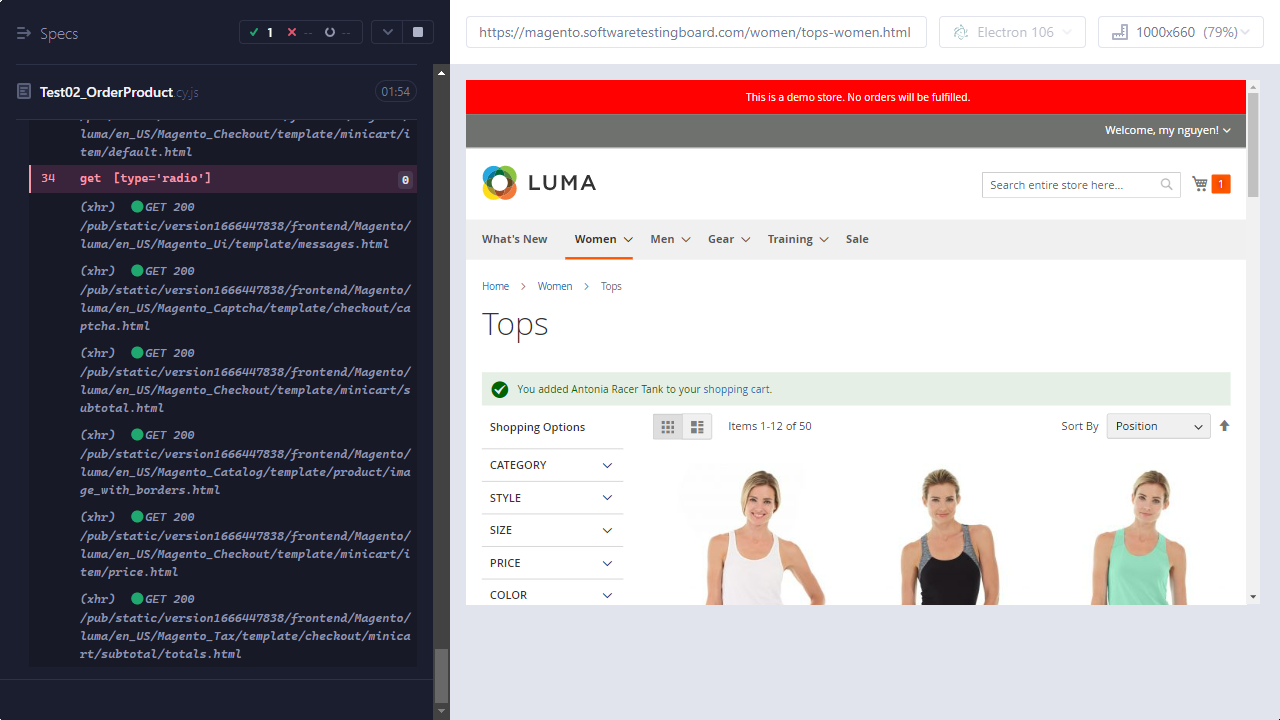 Specs
1
--
--
Test02_OrderProduct.cy.js
01:54
luma/en_US/Magento_Checkout/template/minicart/i
tem/default.html
34 get [type='radio'] 0
(xhr) GET 200
/pub/static/version1666447838/frontend/Magento/
luma/en_US/Magento_Ui/template/messages.html
(xhr) GET 200
/pub/static/version1666447838/frontend/Magento/
luma/en_US/Magento_Captcha/template/checkout/ca
ptcha.html
(xhr) GET 200
/pub/static/version1666447838/frontend/Magento/
luma/en_US/Magento_Checkout/template/minicart/s
ubtotal.html
(xhr) GET 200
/pub/static/version1666447838/frontend/Magento/
luma/en_US/Magento_Catalog/template/product/ima
ge_with_borders.html
(xhr) GET 200
/pub/static/version1666447838/frontend/Magento/
luma/en_US/Magento_Checkout/template/minicart/i
tem/price.html
(xhr) GET 200
/pub/static/version1666447838/frontend/Magento/
luma/en_US/Magento_Tax/template/checkout/minica
rt/subtotal/totals.html
https://magento.softwaretestingboard.com/women/tops-women.html
Electron 106
1000x660 (79%)
This is a demo store. No orders will be fulfilled.
Welcome, my nguyen!
LUMA
Search entire store here...
1
What's New Women Men Gear Training Sale
Home > Women > Tops
Tops
You added Antonia Racer Tank to your shopping cart.
Shopping Options
Items 1-12 of 50
Sort By Position
CATEGORY
STYLE
SIZE
PRICE
COLOR